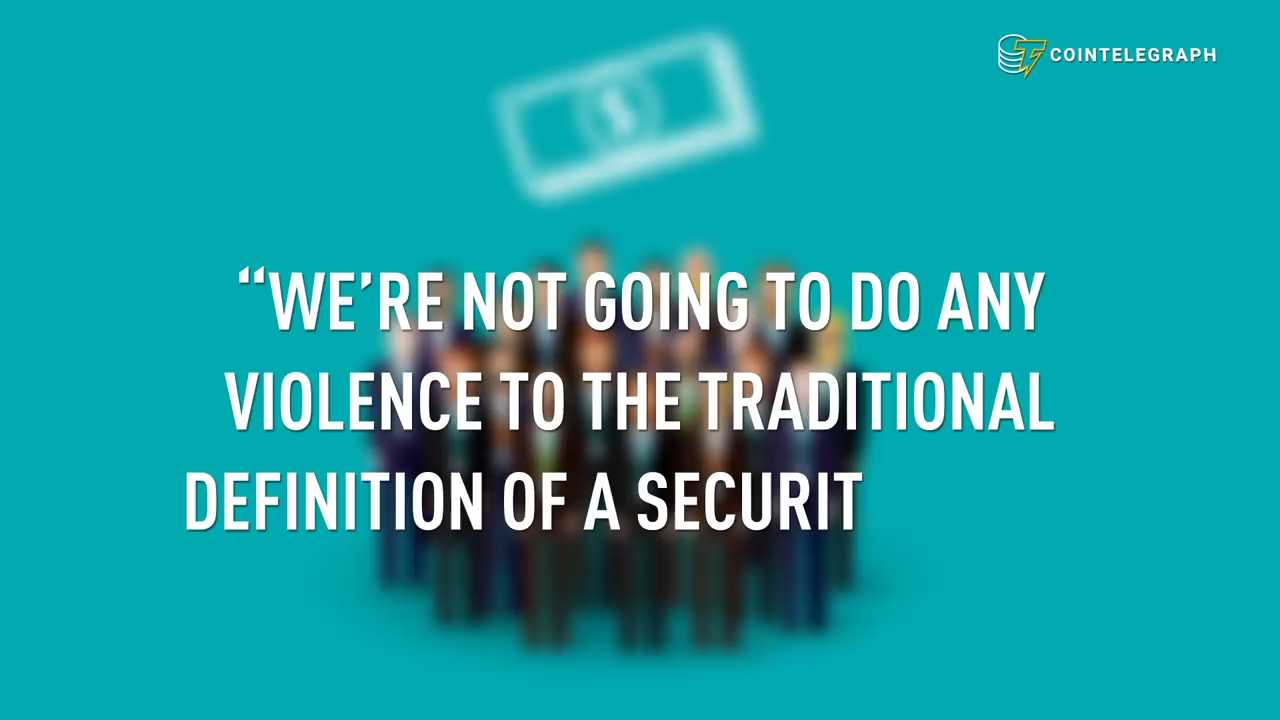 COINTELEGRAPH
“WE’RE NOT GOING TO DO ANY
VIOLENCE TO THE TRADITIONAL
DEFINITION OF A SECURIT